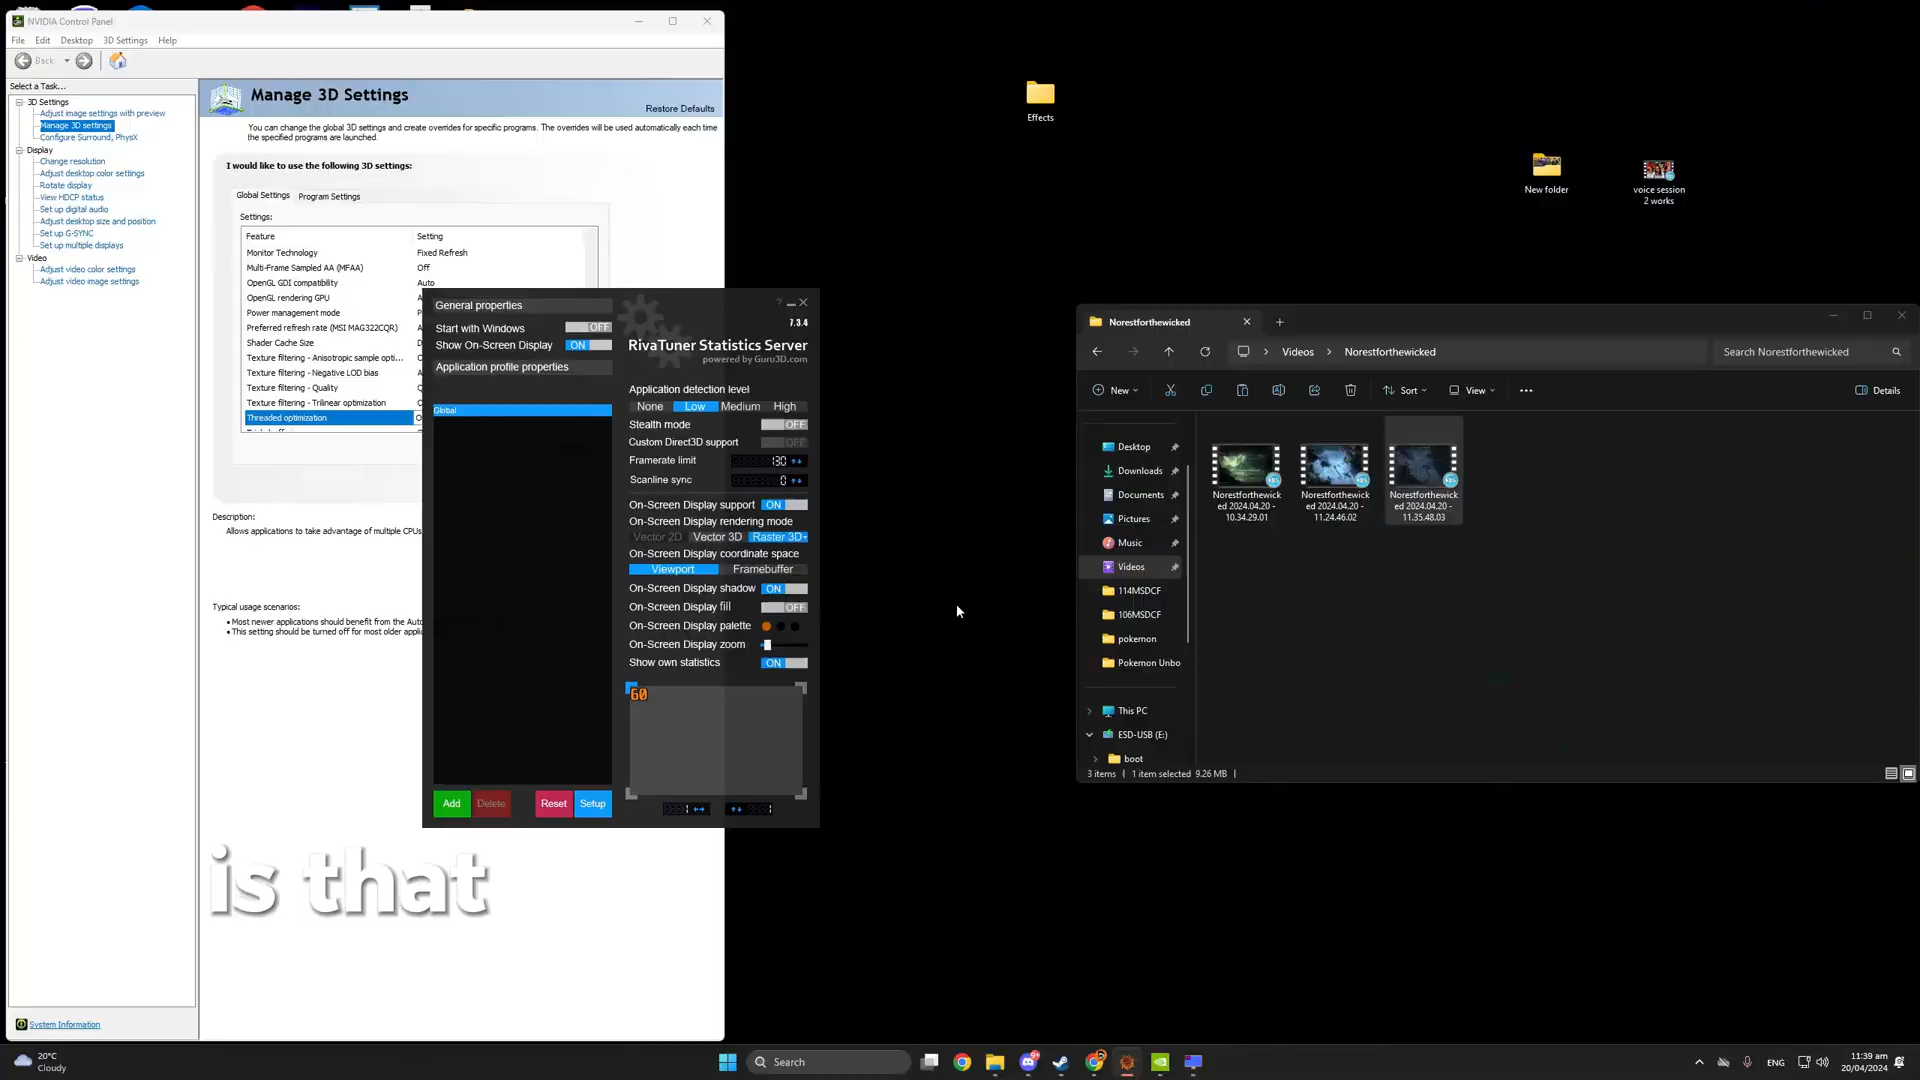 NVIDIA Control Panel
File Edit Desktop 3D Settings Help
Back
Select a Task...
3D Settings
Adjust image settings with preview
Manage 3D settings
Configure Surround, PhysX
Display
Change resolution
Adjust desktop color settings
Rotate display
View HDCP status
Set up digital audio
Adjust desktop size and position
Set up G-SYNC
Set up multiple displays
Video
Adjust video color settings
Adjust video image settings
System Information
Manage 3D Settings
Restore Defaults
You can change the global 3D settings and create overrides for specific programs. The overrides will be used automatically each time
the specified programs are launched.
I would like to use the following 3D settings:
Global Settings Program Settings
Settings:
Feature Setting
Monitor Technology Fixed Refresh
Multi-Frame Sampled AA (MFAA) Off
OpenGL GDI compatibility Auto
OpenGL rendering GPU
Power management mode
Preferred refresh rate (MSI MAG322CQR)
Shader Cache Size
Texture filtering - Anisotropic sample opti...
Texture filtering - Negative LOD bias
Texture filtering - Quality
Texture filtering - Trilinear optimization
Threaded optimization
Description:
Allows applications to take advantage of multiple CPUs
Typical usage scenarios:
• Most newer applications should benefit from the Aut
• This setting should be turned off for most older appli
General properties
Start with Windows OFF
Show On-Screen Display ON
Application profile properties
Global
Add Delete Reset Setup
7.3.4
RivaTuner Statistics Server
powered by Guru3D.com
Application detection level
None Low Medium High
Stealth mode OFF
Custom Direct3D support OFF
Framerate limit 130
Scanline sync 0
On-Screen Display support ON
On-Screen Display rendering mode
Vector 2D Vector 3D Raster 3D
On-Screen Display coordinate space
Viewport Framebuffer
On-Screen Display shadow ON
On-Screen Display fill OFF
On-Screen Display palette
On-Screen Display zoom
Show own statistics ON
60
1 1
is that
Effects
New folder
voice session
2 works
Norestforthewicked
Videos Norestforthewicked
Search Norestforthewicked
New Sort View ... Details
Desktop
Downloads
Documents
Pictures
Music
Videos
114MSDCF
106MSDCF
pokemon
Pokemon Unbo
This PC
ESD-USB (E:)
boot
Norestforthewick
ed 2024.04.20 -
10.34.29.01
Norestforthewick
ed 2024.04.20 -
11.24.46.02
Norestforthewick
ed 2024.04.20 -
11.35.48.03
3 items 1 item selected 9.26 MB
20°C
Cloudy
Search
ENG
11:39 am
20/04/2024